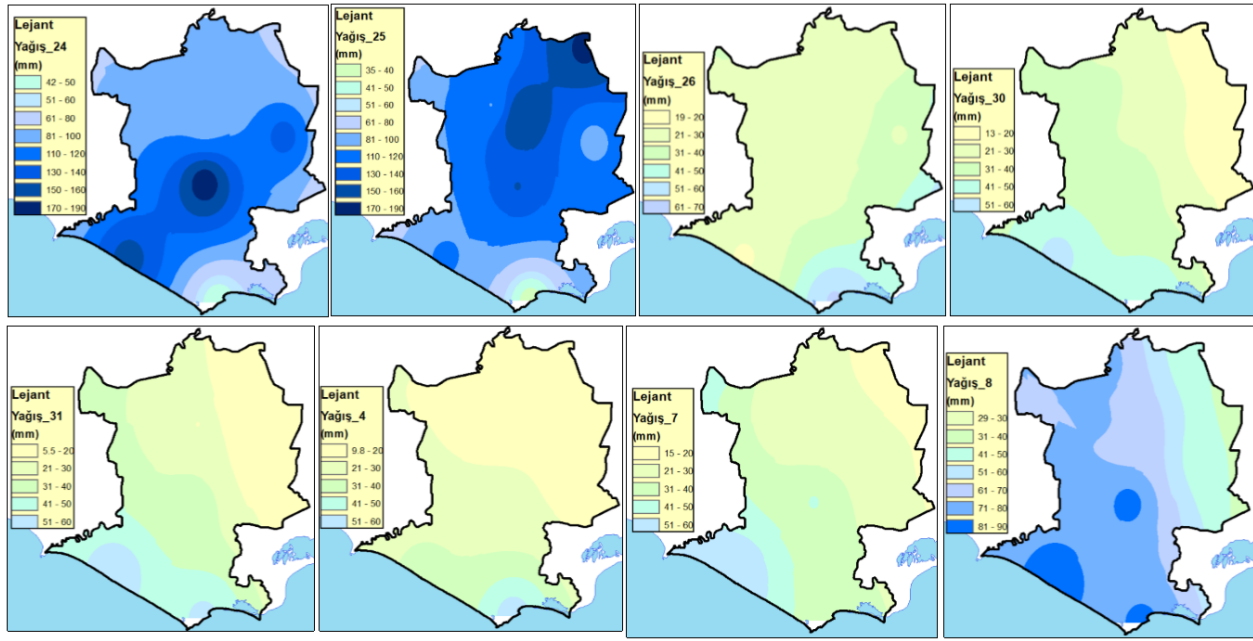 Lejant
Yağış_24
(mm)
42 - 50
51 - 60
61 - 80
81 - 100
110 - 120
130 - 140
150 - 160
170 - 190
Lejant
Yağış_25
(mm)
35 - 40
41 - 50
51 - 60
61 - 80
81 - 100
110 - 120
130 - 140
150 - 160
170 - 190
Lejant
Yağış_26
(mm)
19 - 20
21 - 30
31 - 40
41 - 50
51 - 60
61 - 70
Lejant
Yağış_30
(mm)
13 - 20
21 - 30
31 - 40
41 - 50
51 - 60
Lejant
Yağış_31
(mm)
5.5 - 20
21 - 30
31 - 40
41 - 50
51 - 60
Lejant
Yağış_4
(mm)
9.8 - 20
21 - 30
31 - 40
41 - 50
51 - 60
Lejant
Yağış_7
(mm)
15 - 20
21 - 30
31 - 40
41 - 50
51 - 60
Lejant
Yağış_8
(mm)
29 - 30
31 - 40
41 - 50
51 - 60
61 - 70
71 - 80
81 - 90